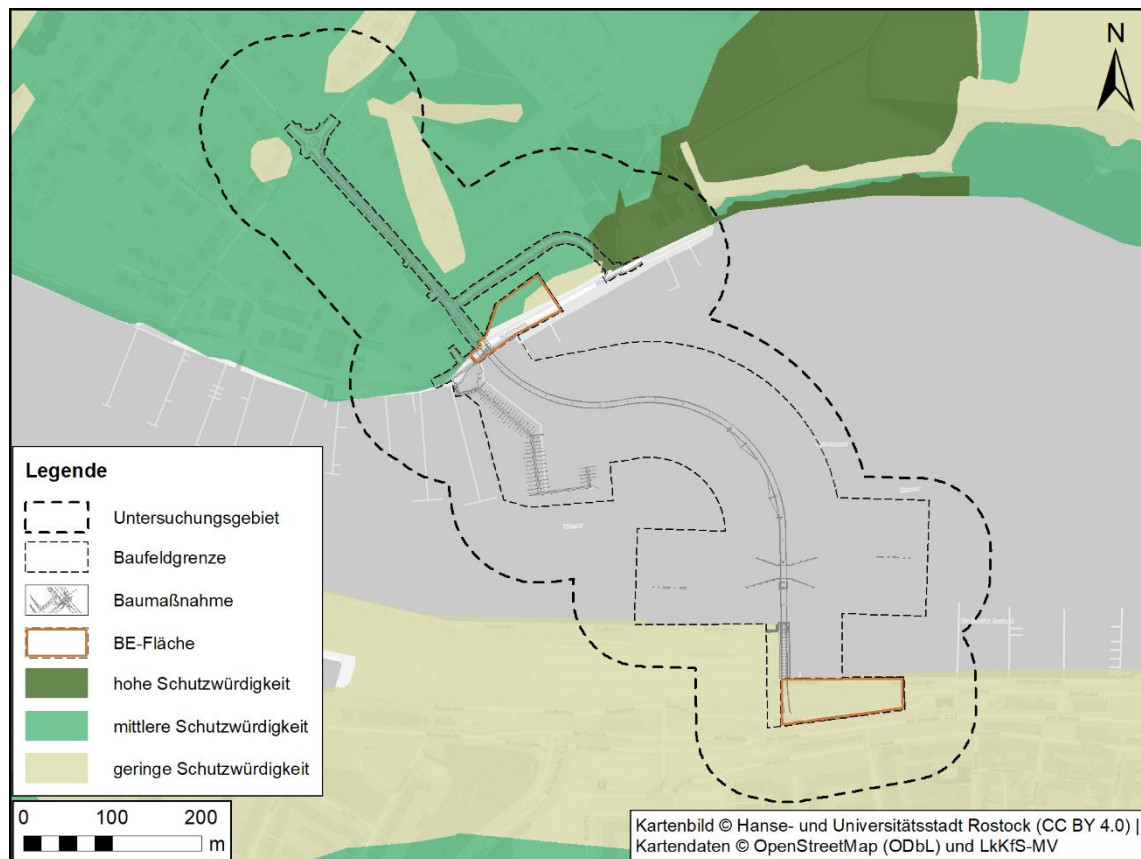 N
Legende
Untersuchungsgebiet
Baufeldgrenze
Baumaßnahme
BE-Fläche
hohe Schutzwürdigkeit
mittlere Schutzwürdigkeit
geringe Schutzwürdigkeit
0 100 200
m
Kartenbild © Hanse- und Universitätsstadt Rostock (CC BY 4.0) |
Kartendaten © OpenStreetMap (ODbL) und LkKfS-MV